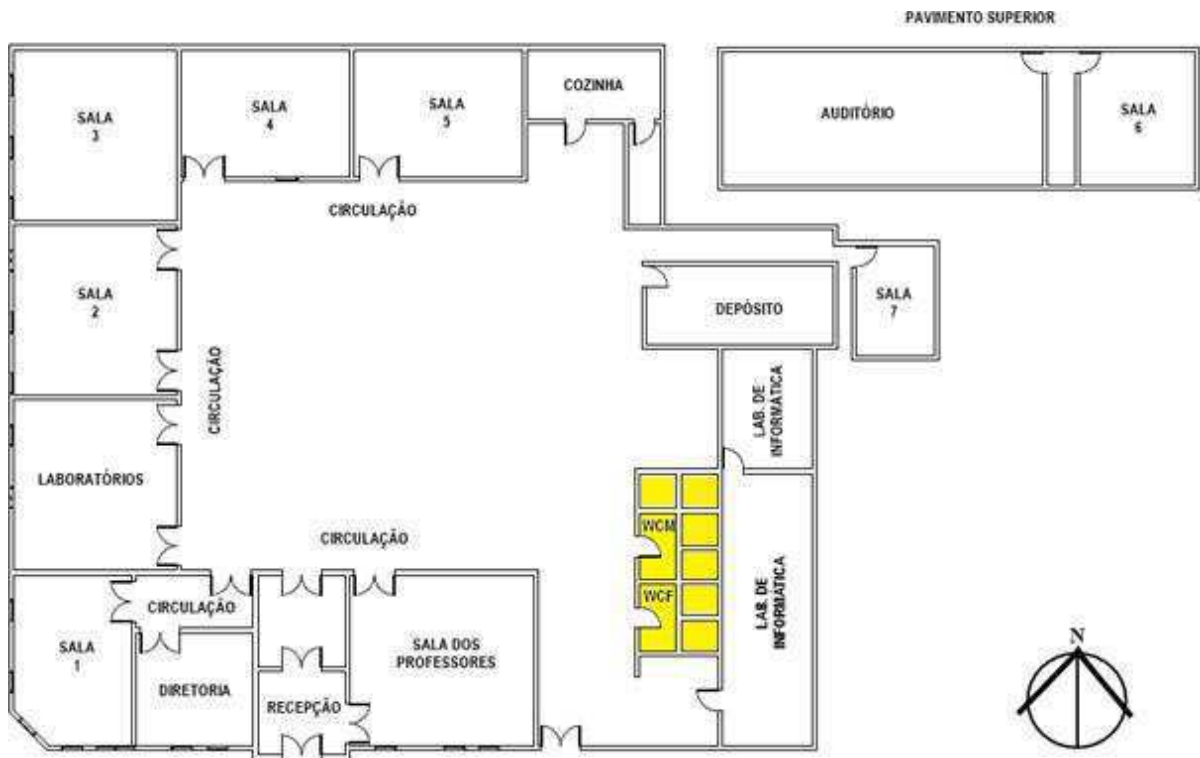 PAVIMENTO SUPERIOR
SALA
3
SALA
4
SALA
5
COZINHA
AUDITÓRIO
SALA
6
CIRCULAÇÃO
SALA
2
DEPÓSITO
SALA
7
CIRCULAÇÃO
LAB. DE
INFORMÁTICA
LABORATÓRIOS
CIRCULAÇÃO
WCM
WCF
LAB. DE
INFORMÁTICA
CIRCULAÇÃO
SALA
1
DIRETORIA
RECEPÇÃO
SALA DOS
PROFESSORES
N